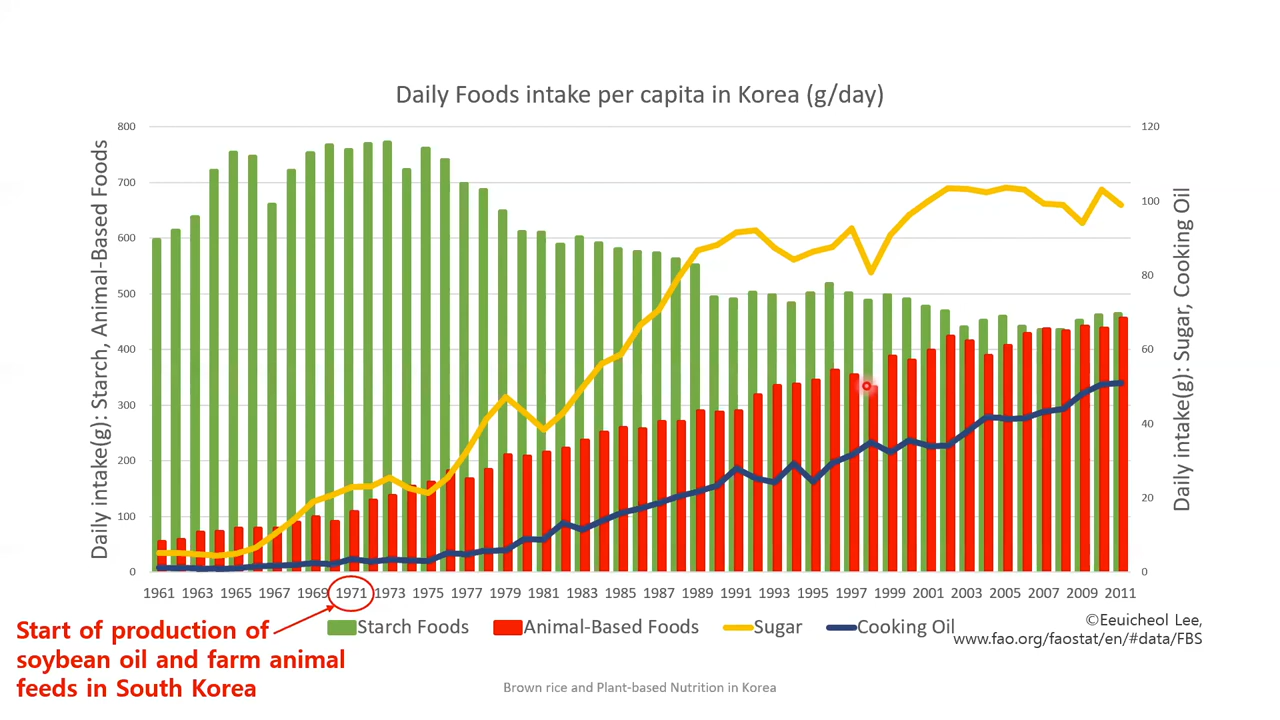 Daily Foods intake per capita in Korea (g/day)
Daily intake(g): Starch, Animal-Based Foods
800
700
600
500
400
300
200
100
0
120
100
80
60
40
20
0
Daily intake(g): Sugar, Cooking Oil
1961 1963 1965 1967 1969 1971 1973 1975 1977 1979 1981 1983 1985 1987 1989 1991 1993 1995 1997 1999 2001 2003 2005 2007 2009 2011
Starch Foods Animal-Based Foods Sugar Cooking Oil
Start of production of
soybean oil and farm animal
feeds in South Korea
©Eeuicheol Lee,
www.fao.org/faostat/en/#data/FBS
Brown rice and Plant-based Nutrition in Korea